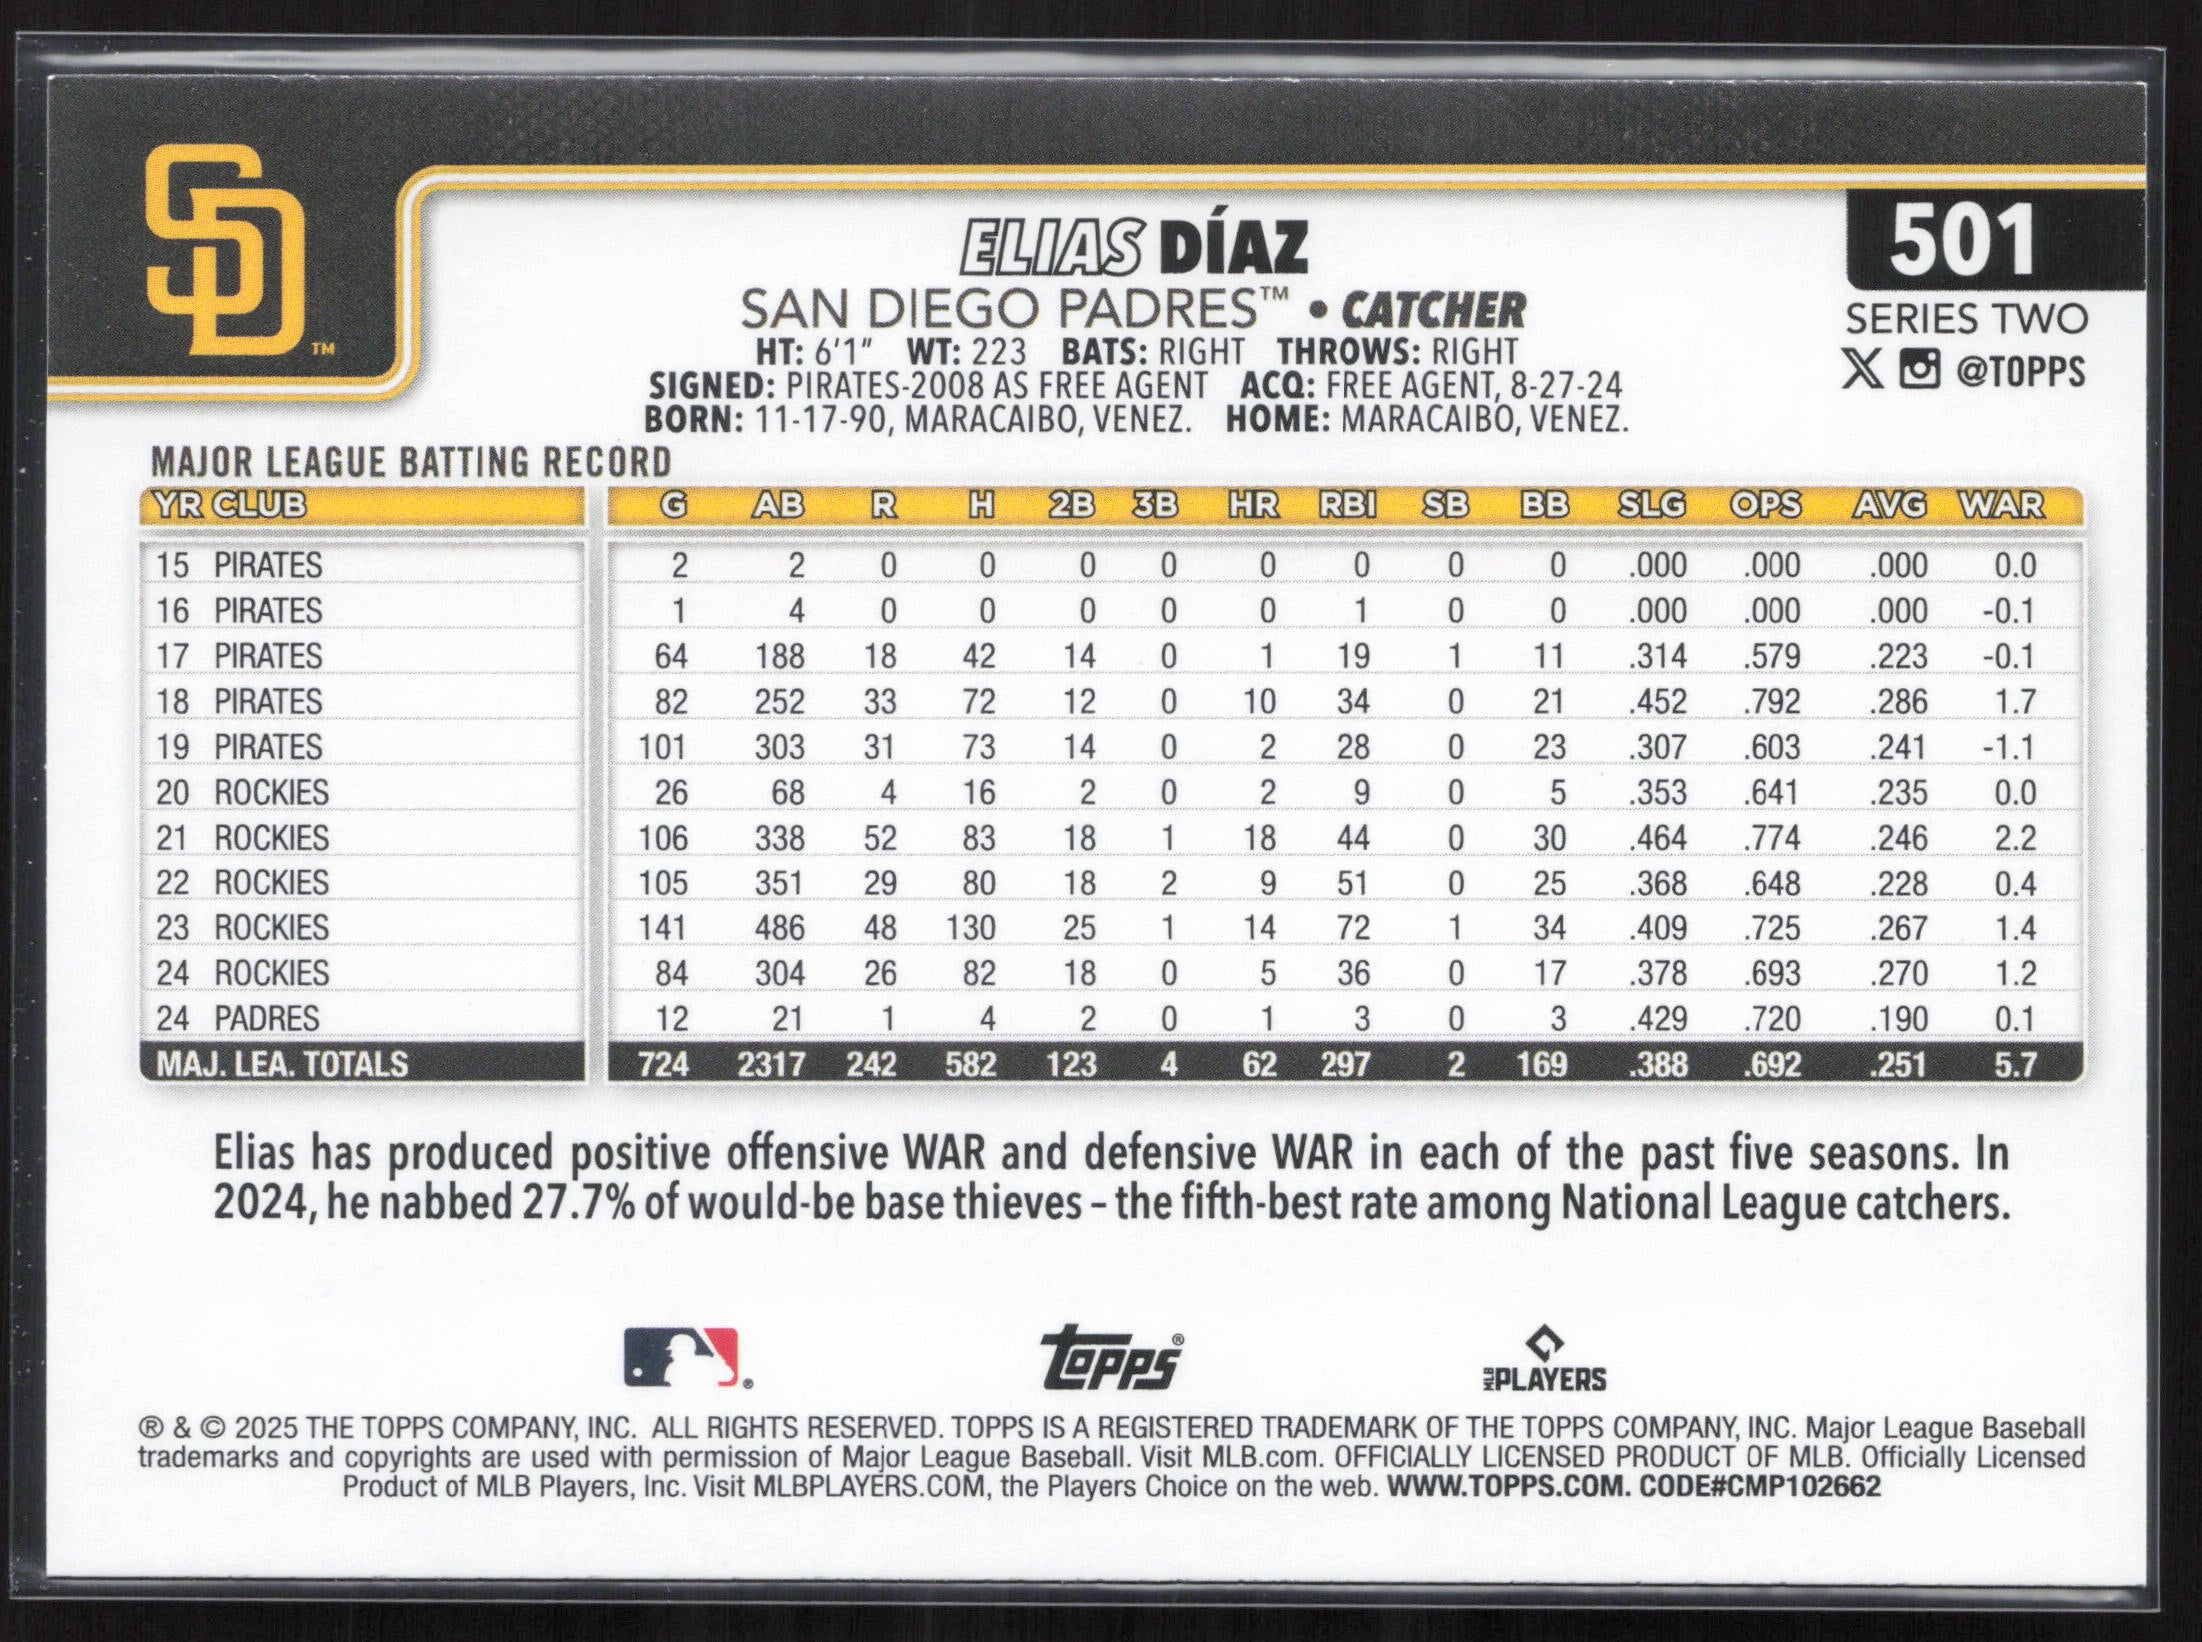 SD™
ELIAS DÍAZ
501
SAN DIEGO PADRES™ • CATCHER
SERIES TWO
HT: 6'1" WT: 223 BATS: RIGHT THROWS: RIGHT
X @TOPPS
SIGNED: PIRATES-2008 AS FREE AGENT ACQ: FREE AGENT, 8-27-24
BORN: 11-17-90, MARACAIBO, VENEZ. HOME: MARACAIBO, VENEZ.
MAJOR LEAGUE BATTING RECORD
YR CLUB G AB R H 2B 3B HR RBI SB BB SLG OPS AVG WAR
15 PIRATES 2 2 0 0 0 0 0 0 0 0 .000 .000 .000 0.0
16 PIRATES 1 4 0 0 0 0 0 1 0 0 .000 .000 .000 -0.1
17 PIRATES 64 188 18 42 14 0 1 19 1 11 .314 .579 .223 -0.1
18 PIRATES 82 252 33 72 12 0 10 34 0 21 .452 .792 .286 1.7
19 PIRATES 101 303 31 73 14 0 2 28 0 23 .307 .603 .241 -1.1
20 ROCKIES 26 68 4 16 2 0 2 9 0 5 .353 .641 .235 0.0
21 ROCKIES 106 338 52 83 18 1 18 44 0 30 .464 .774 .246 2.2
22 ROCKIES 105 351 29 80 18 2 9 51 0 25 .368 .648 .228 0.4
23 ROCKIES 141 486 48 130 25 1 14 72 1 34 .409 .725 .267 1.4
24 ROCKIES 84 304 26 82 18 0 5 36 0 17 .378 .693 .270 1.2
24 PADRES 12 21 1 4 2 0 1 3 0 3 .429 .720 .190 0.1
MAJ. LEA. TOTALS 724 2317 242 582 123 4 62 297 2 169 .388 .692 .251 5.7
Elias has produced positive offensive WAR and defensive WAR in each of the past five seasons. In
2024, he nabbed 27.7% of would-be base thieves – the fifth-best rate among National League catchers.
® Topps® MLB PLAYERS
® & © 2025 THE TOPPS COMPANY, INC. ALL RIGHTS RESERVED. TOPPS IS A REGISTERED TRADEMARK OF THE TOPPS COMPANY, INC. Major League Baseball
trademarks and copyrights are used with permission of Major League Baseball. Visit MLB.com. OFFICIALLY LICENSED PRODUCT OF MLB. Officially Licensed
Product of MLB Players, Inc. Visit MLBPLAYERS.COM, the Players Choice on the web. WWW.TOPPS.COM. CODE#CMP102662